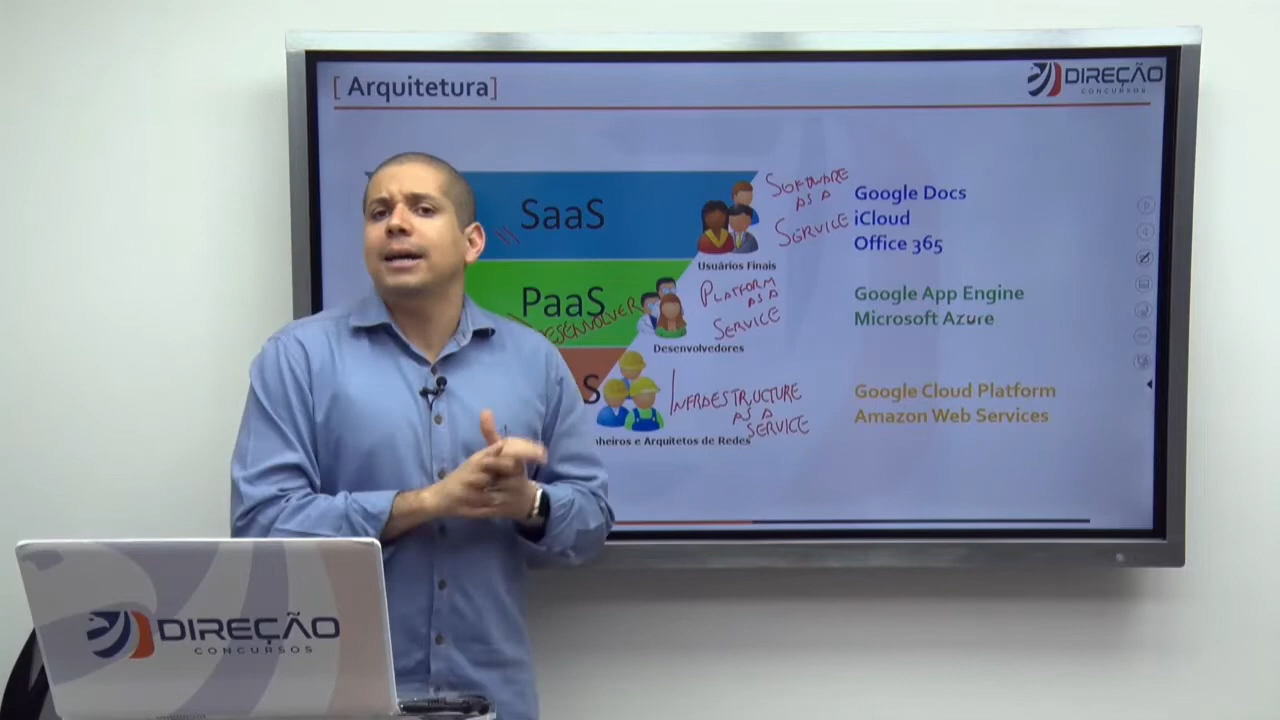 [ Arquitetura]
DIREÇÃO
CONCURSOS
SaaS
SOFTWARE
AS A
SERVICE
Google Docs
iCloud
Office 365
Usuários Finais
PaaS
DESENVOLVER
PLATFORM
AS A
SERVICE
Google App Engine
Microsoft Azure
Desenvolvedores
S
INFRAESTRUCTURE
AS A
SERVICE
Google Cloud Platform
Amazon Web Services
nheiros e Arquitetos de Redes
DIREÇÃO
CONCURSOS